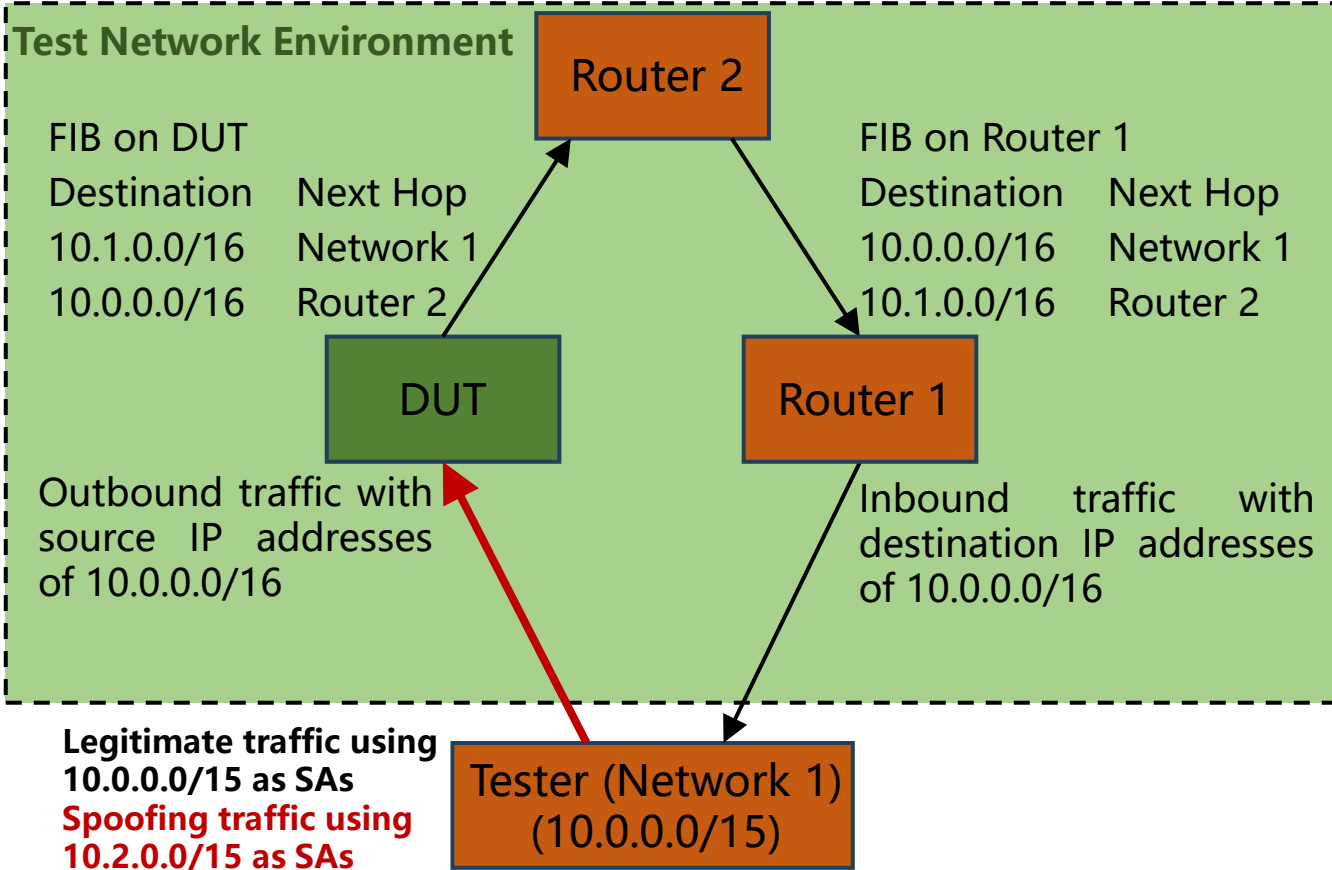 Test Network Environment
Router 2
FIB on DUT
Destination Next Hop
10.1.0.0/16 Network 1
10.0.0.0/16 Router 2
FIB on Router 1
Destination Next Hop
10.0.0.0/16 Network 1
10.1.0.0/16 Router 2
DUT
Router 1
Outbound traffic with
source IP addresses
of 10.0.0.0/16
Inbound traffic with
destination IP addresses
of 10.0.0.0/16
Legitimate traffic using
10.0.0.0/15 as SAs
Spoofing traffic using
10.2.0.0/15 as SAs
Tester (Network 1)
(10.0.0.0/15)